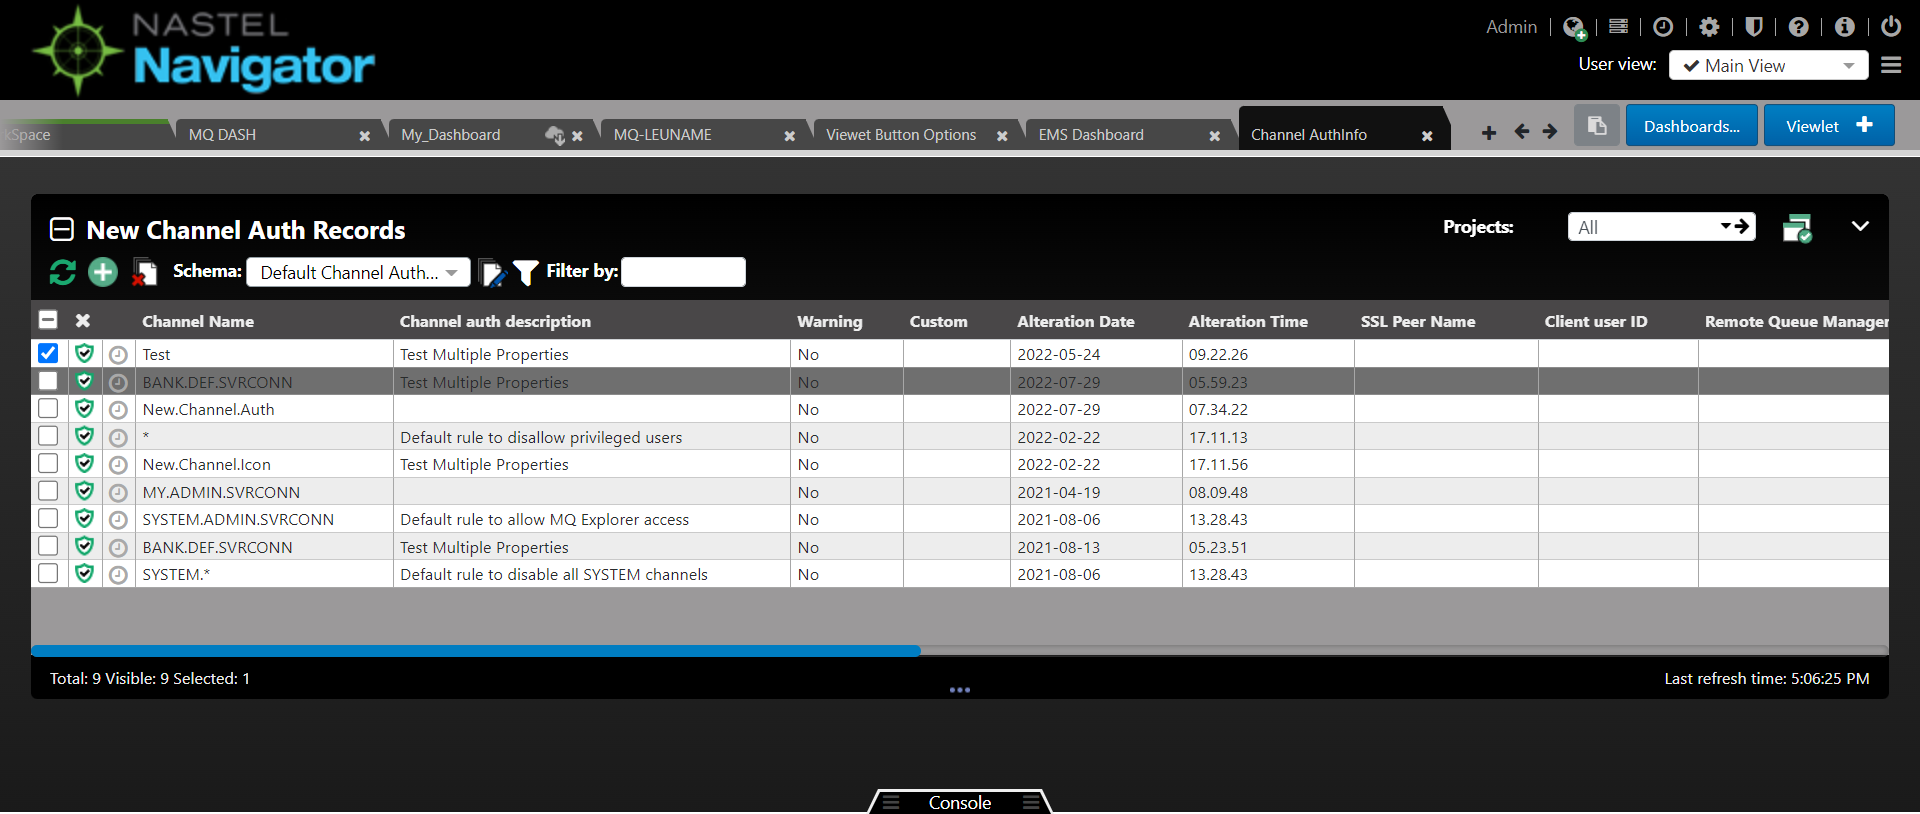 NASTEL
Navigator
Admin
User view: Main View
kSpace MQ DASH My_Dashboard MQ-LEUNAME Viewet Button Options EMS Dashboard Channel AuthInfo Dashboards... Viewlet
New Channel Auth Records Projects: All
Schema: Default Channel Auth... Filter by:
Channel Name Channel auth description Warning Custom Alteration Date Alteration Time SSL Peer Name Client user ID Remote Queue Manager
Test Test Multiple Properties No 2022-05-24 09.22.26
BANK.DEF.SVRCONN Test Multiple Properties No 2022-07-29 05.59.23
New.Channel.Auth No 2022-07-29 07.34.22
* Default rule to disallow privileged users No 2022-02-22 17.11.13
New.Channel.Icon Test Multiple Properties No 2022-02-22 17.11.56
MY.ADMIN.SVRCONN No 2021-04-19 08.09.48
SYSTEM.ADMIN.SVRCONN Default rule to allow MQ Explorer access No 2021-08-06 13.28.43
BANK.DEF.SVRCONN Test Multiple Properties No 2021-08-13 05.23.51
SYSTEM.* Default rule to disable all SYSTEM channels No 2021-08-06 13.28.43
Total: 9 Visible: 9 Selected: 1 Last refresh time: 5:06:25 PM
Console